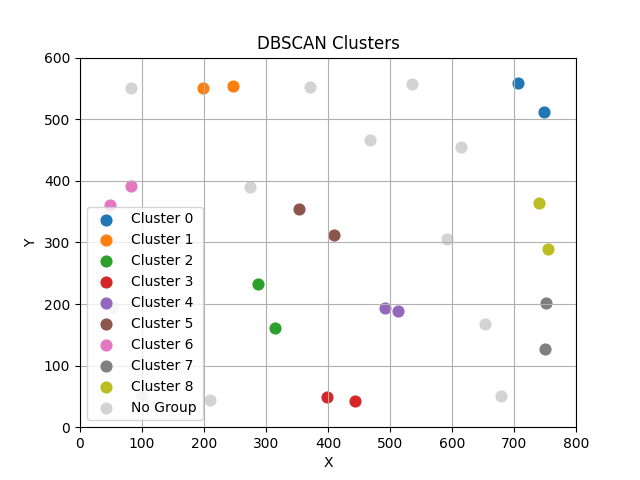 DBSCAN Clusters
600
500
400
300
200
100
0
Y
Cluster 0
Cluster 1
Cluster 2
Cluster 3
Cluster 4
Cluster 5
Cluster 6
Cluster 7
Cluster 8
No Group
0 100 200 300 400 500 600 700 800
X